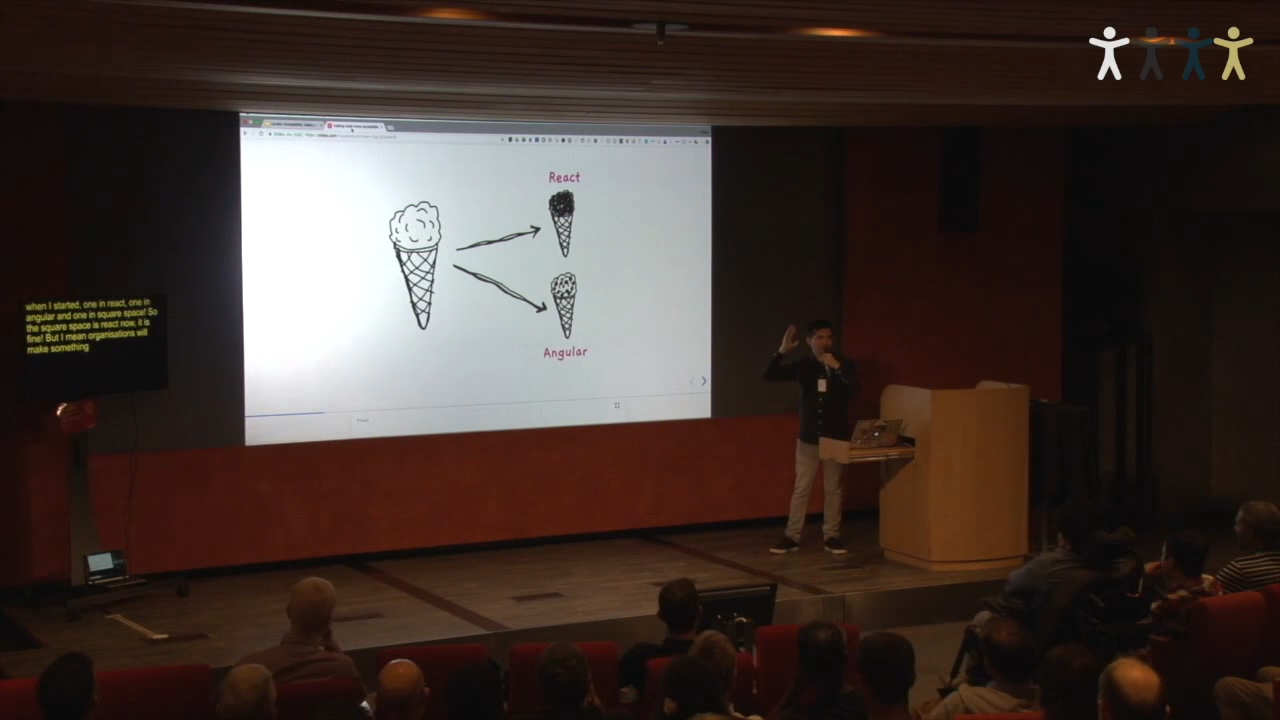 when I started, one in react, one in
angular and one in square space! So
the square space is react now, it is
fine! But I mean organisations will
make something
React
Angular